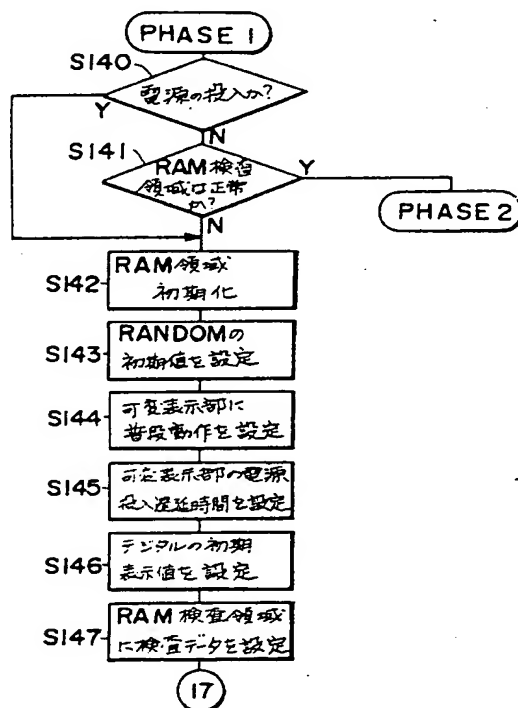 PHASE 1
S140
電源の投入か?
Y
N
S141
RAM検査
領域は正常
か?
Y
N
PHASE 2
S142
RAM領域
初期化
S143
RANDOMの
初期値を設定
S144
可変表示部に
普段動作を設定
S145
可変表示部の電源
投入遅延時間を設定
S146
デジタルの初期
表示値を設定
S147
RAM検査領域
に検査データを設定
17